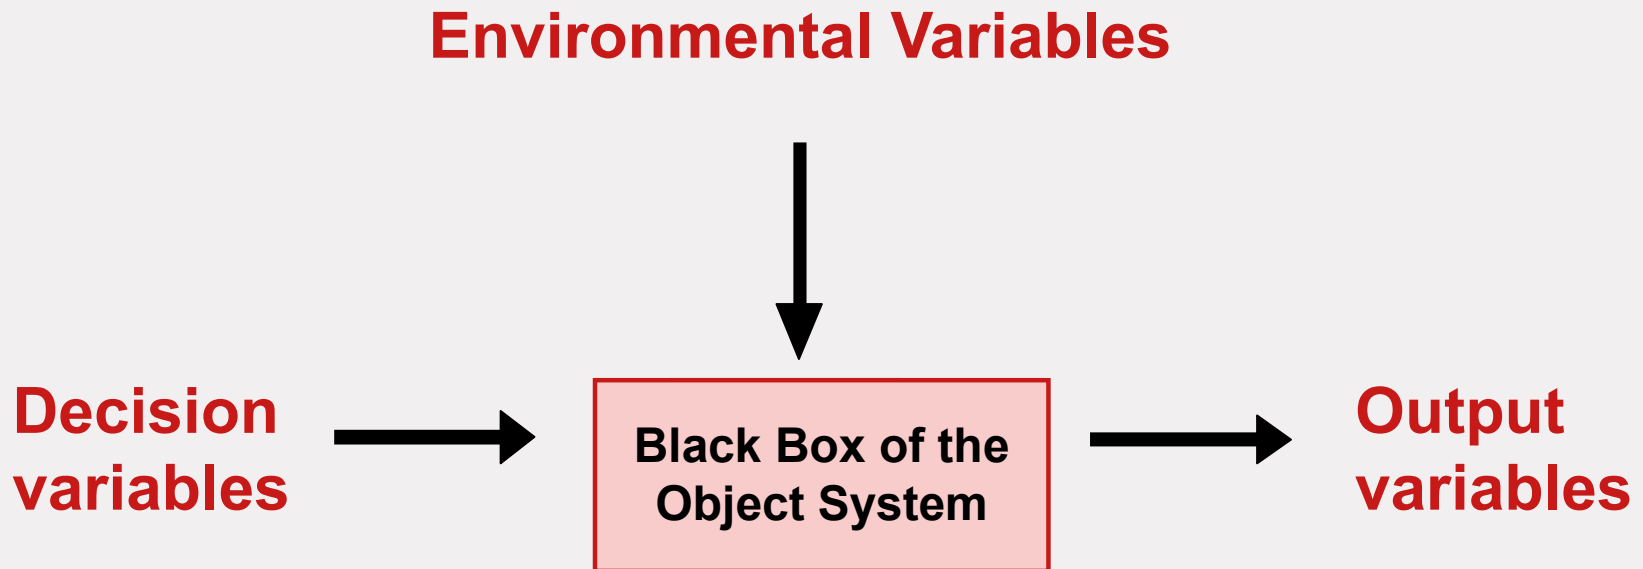 Environmental Variables
Decision
variables
Black Box of the
Object System
Output
variables